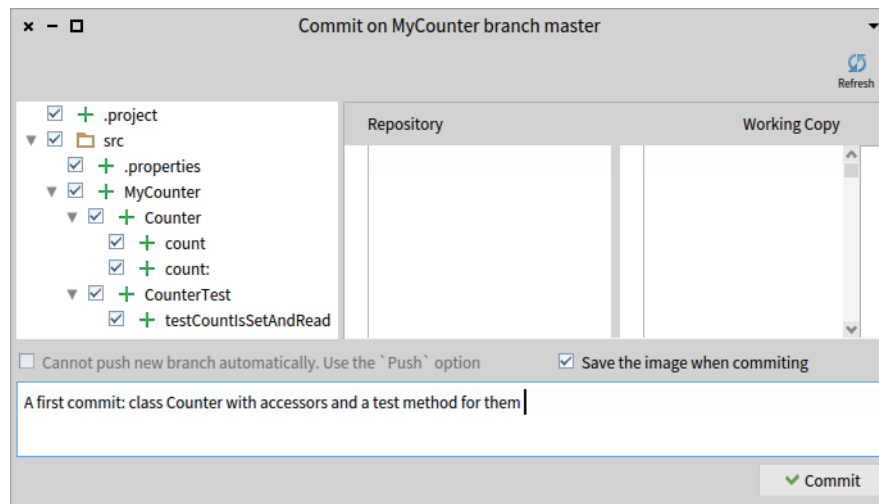 Commit on MyCounter branch master
Refresh
.project
src
.properties
MyCounter
Counter
count
count:
CounterTest
testCountIsSetAndRead
Repository
Working Copy
Cannot push new branch automatically. Use the `Push` option
Save the image when commiting
A first commit: class Counter with accessors and a test method for them
Commit